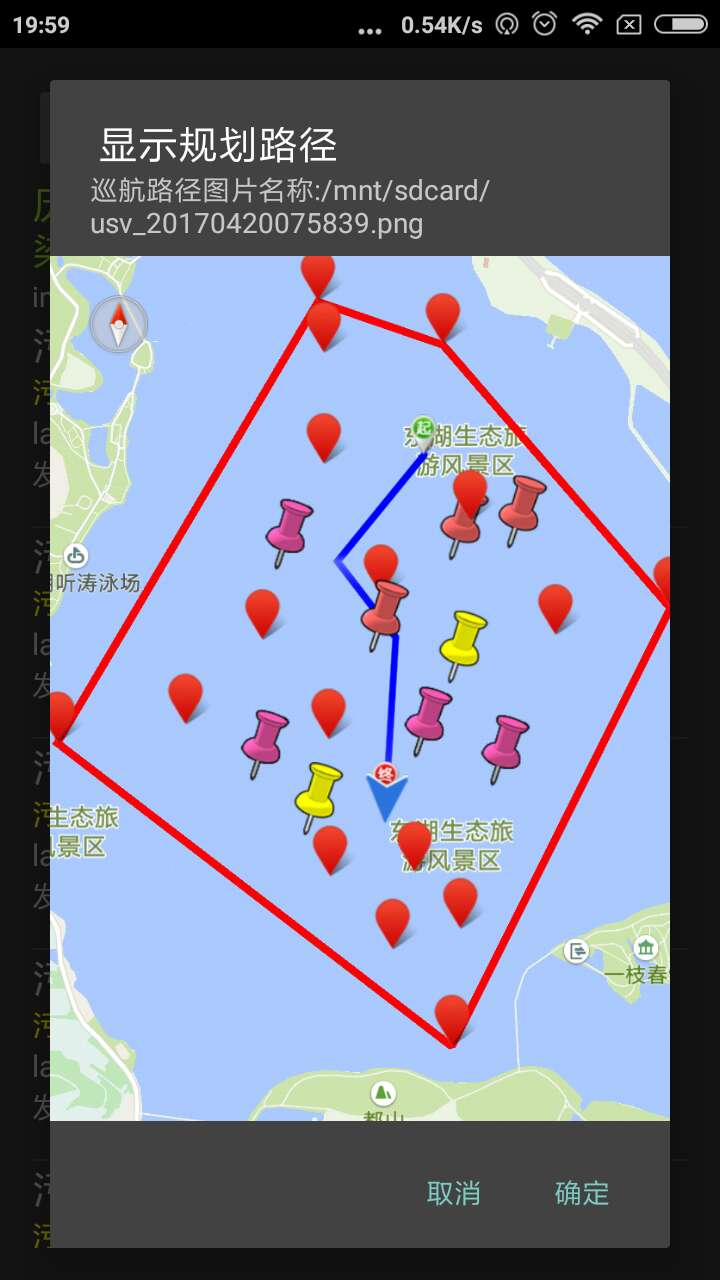 19:59
... 0.54K/s
显示规划路径
巡航路径图片名称:/mnt/sdcard/
usv_20170420075839.png
起
东湖生态旅
游风景区
听涛泳场
终
生态旅
景区
东湖生态旅
游风景区
一枝春
都山
取消
确定